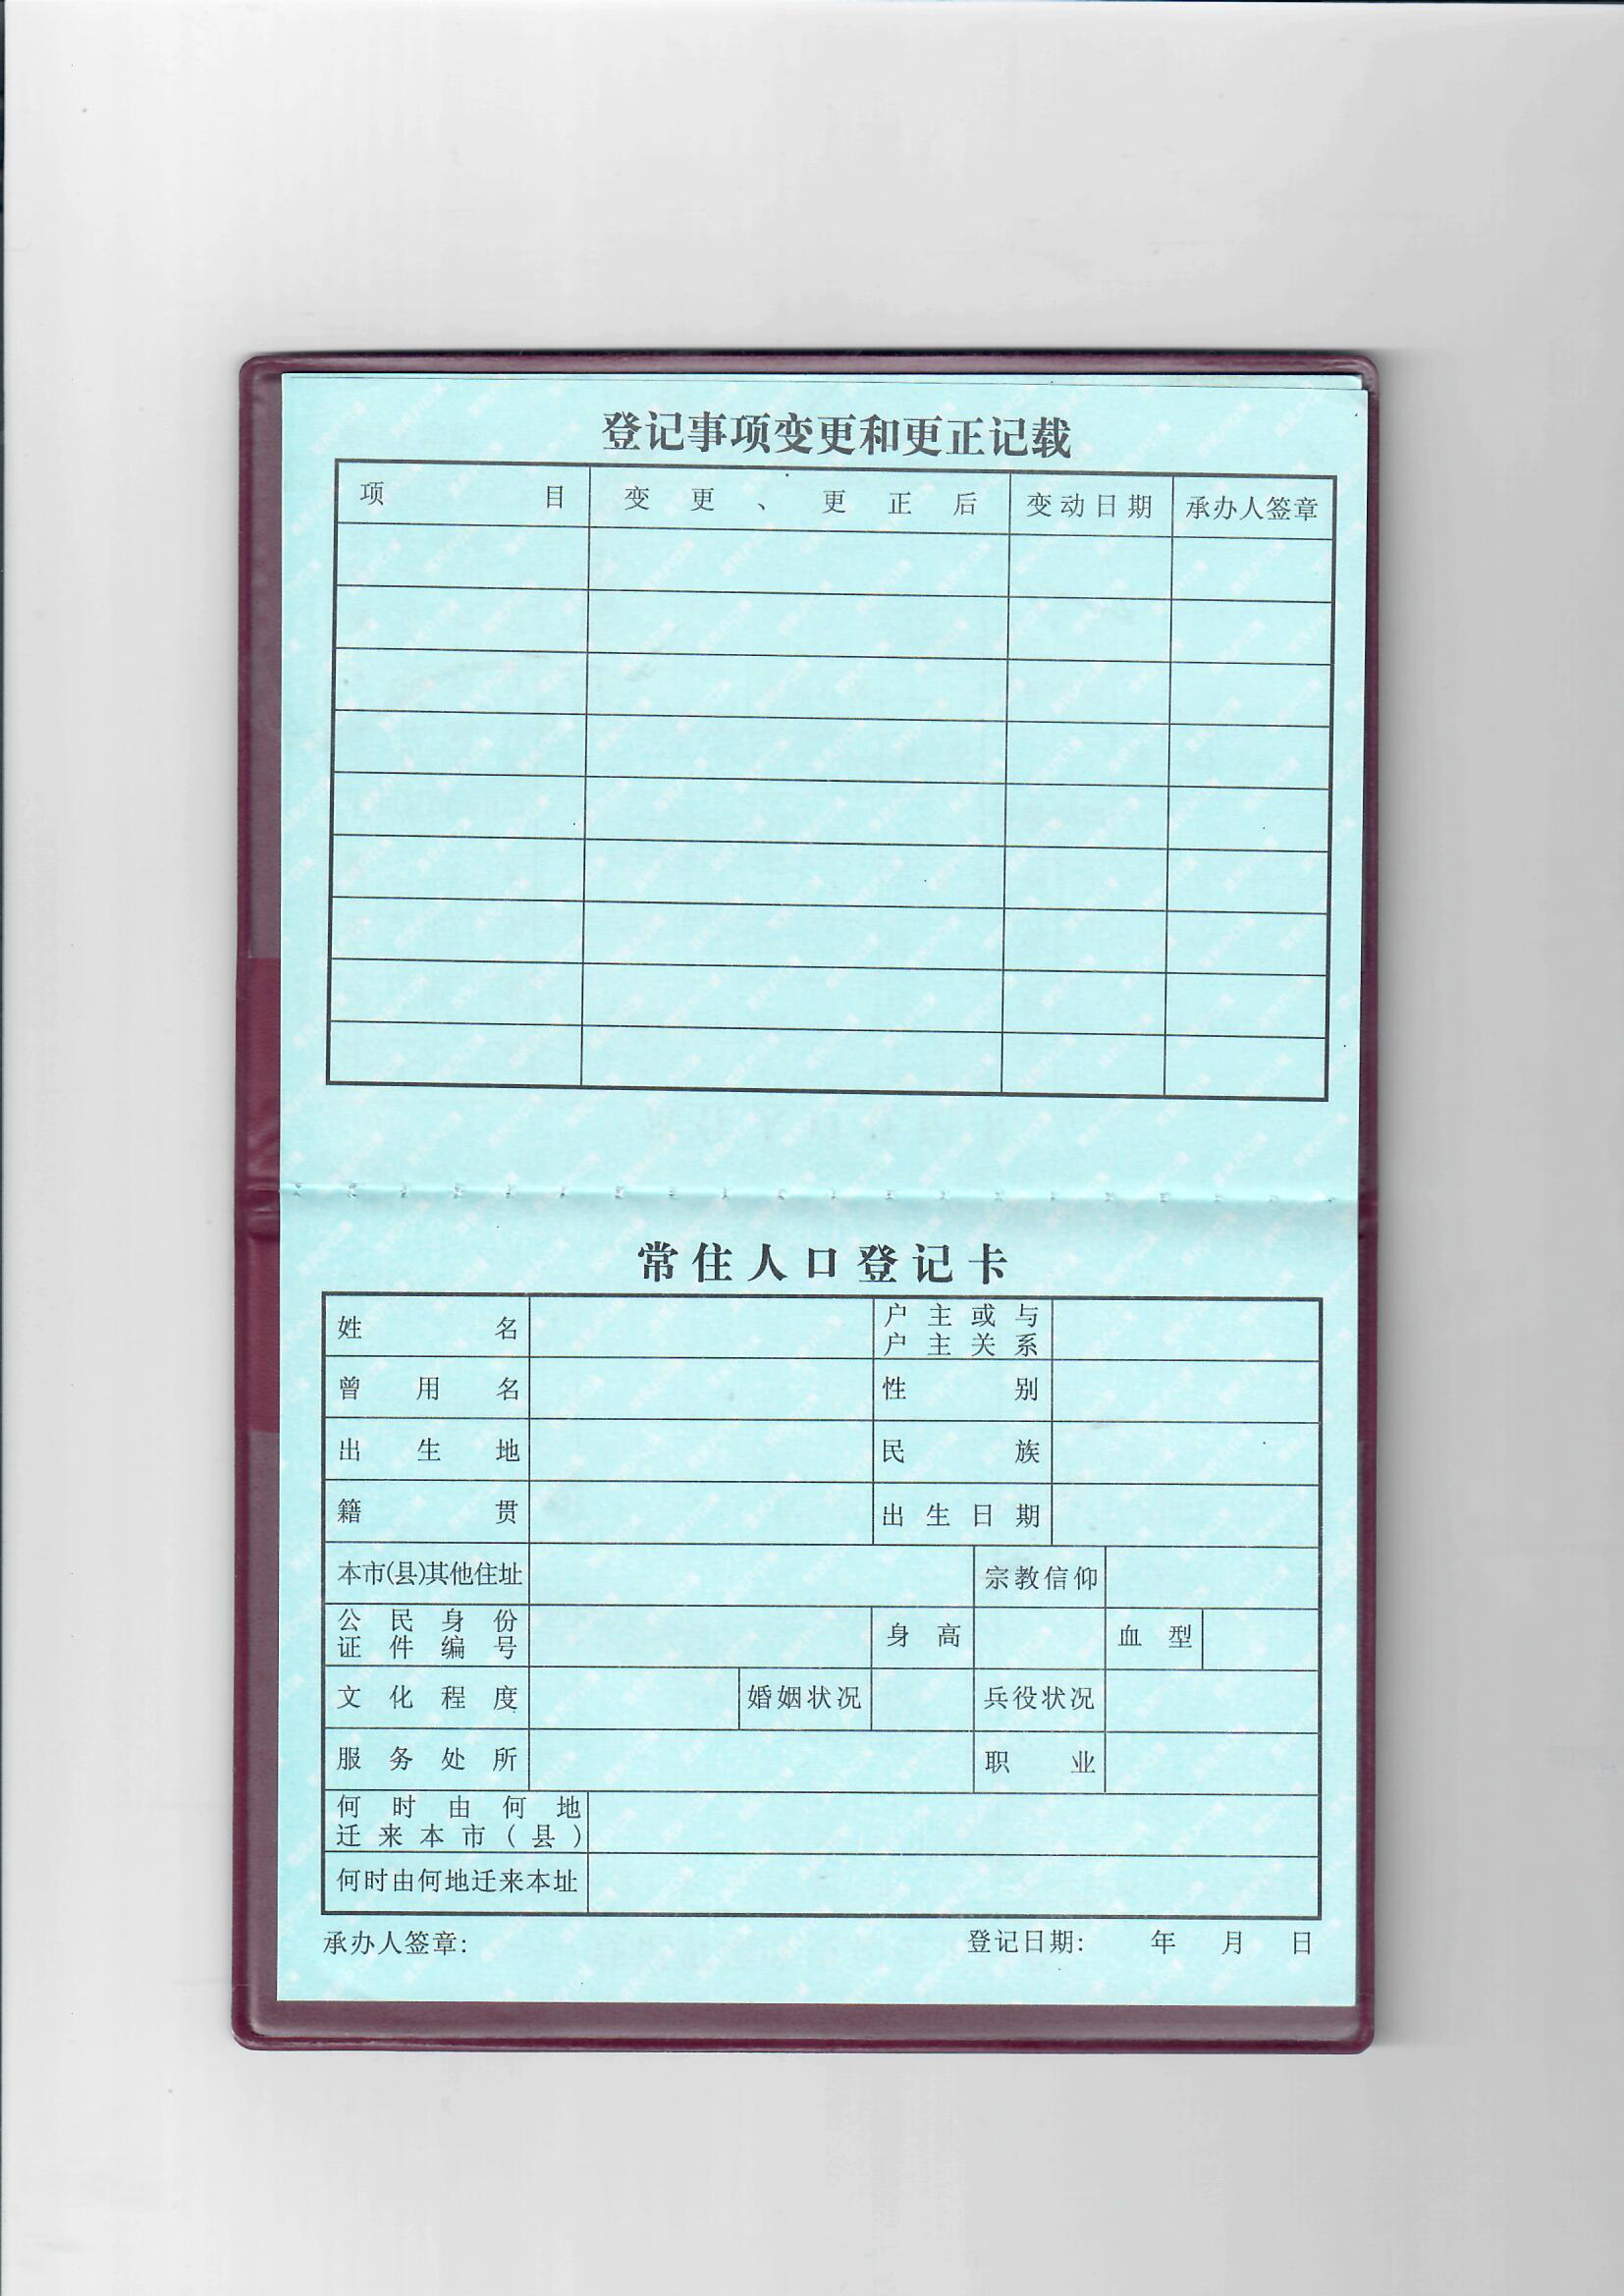 登记事项变更和更正记载
项目 变更、更正后 变动日期 承办人签章
常住人口登记卡
姓名 户主或与户主关系
曾用名 性别
出生地 民族
籍贯 出生日期
本市(县)其他住址 宗教信仰
公民身份证件编号 身高 血型
文化程度 婚姻状况 兵役状况
服务处所 职业
何时由何地迁来本市(县)
何时由何地迁来本址
承办人签章: 登记日期: 年 月 日